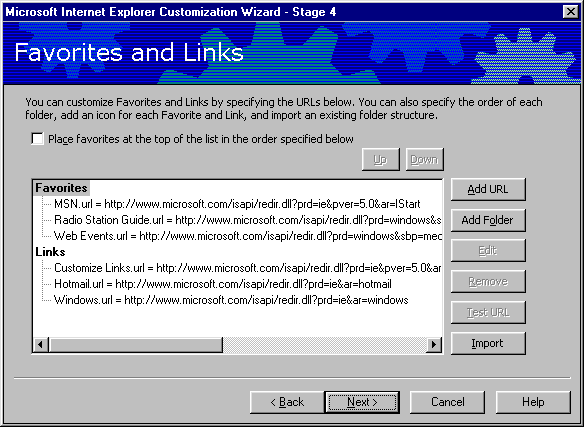 Microsoft Internet Explorer Customization Wizard - Stage 4
Favorites and Links
You can customize Favorites and Links by specifying the URLs below. You can also specify the order of each
folder, add an icon for each Favorite and Link, and import an existing folder structure.
Place favorites at the top of the list in the order specified below
Up Down
Favorites
MSN.url = http://www.microsoft.com/isapi/redir.dll?prd=ie&pver=5.0&ar=IStart
Radio Station Guide.url = http://www.microsoft.com/isapi/redir.dll?prd=windows&s
Web Events.url = http://www.microsoft.com/isapi/redir.dll?prd=windows&sbp=med
Links
Customize Links.url = http://www.microsoft.com/isapi/redir.dll?prd=ie&pver=5.0&ar
Hotmail.url = http://www.microsoft.com/isapi/redir.dll?prd=ie&ar=hotmail
Windows.url = http://www.microsoft.com/isapi/redir.dll?prd=ie&ar=windows
Add URL
Add Folder
Edit
Remove
Test URL
Import
< Back Next > Cancel Help